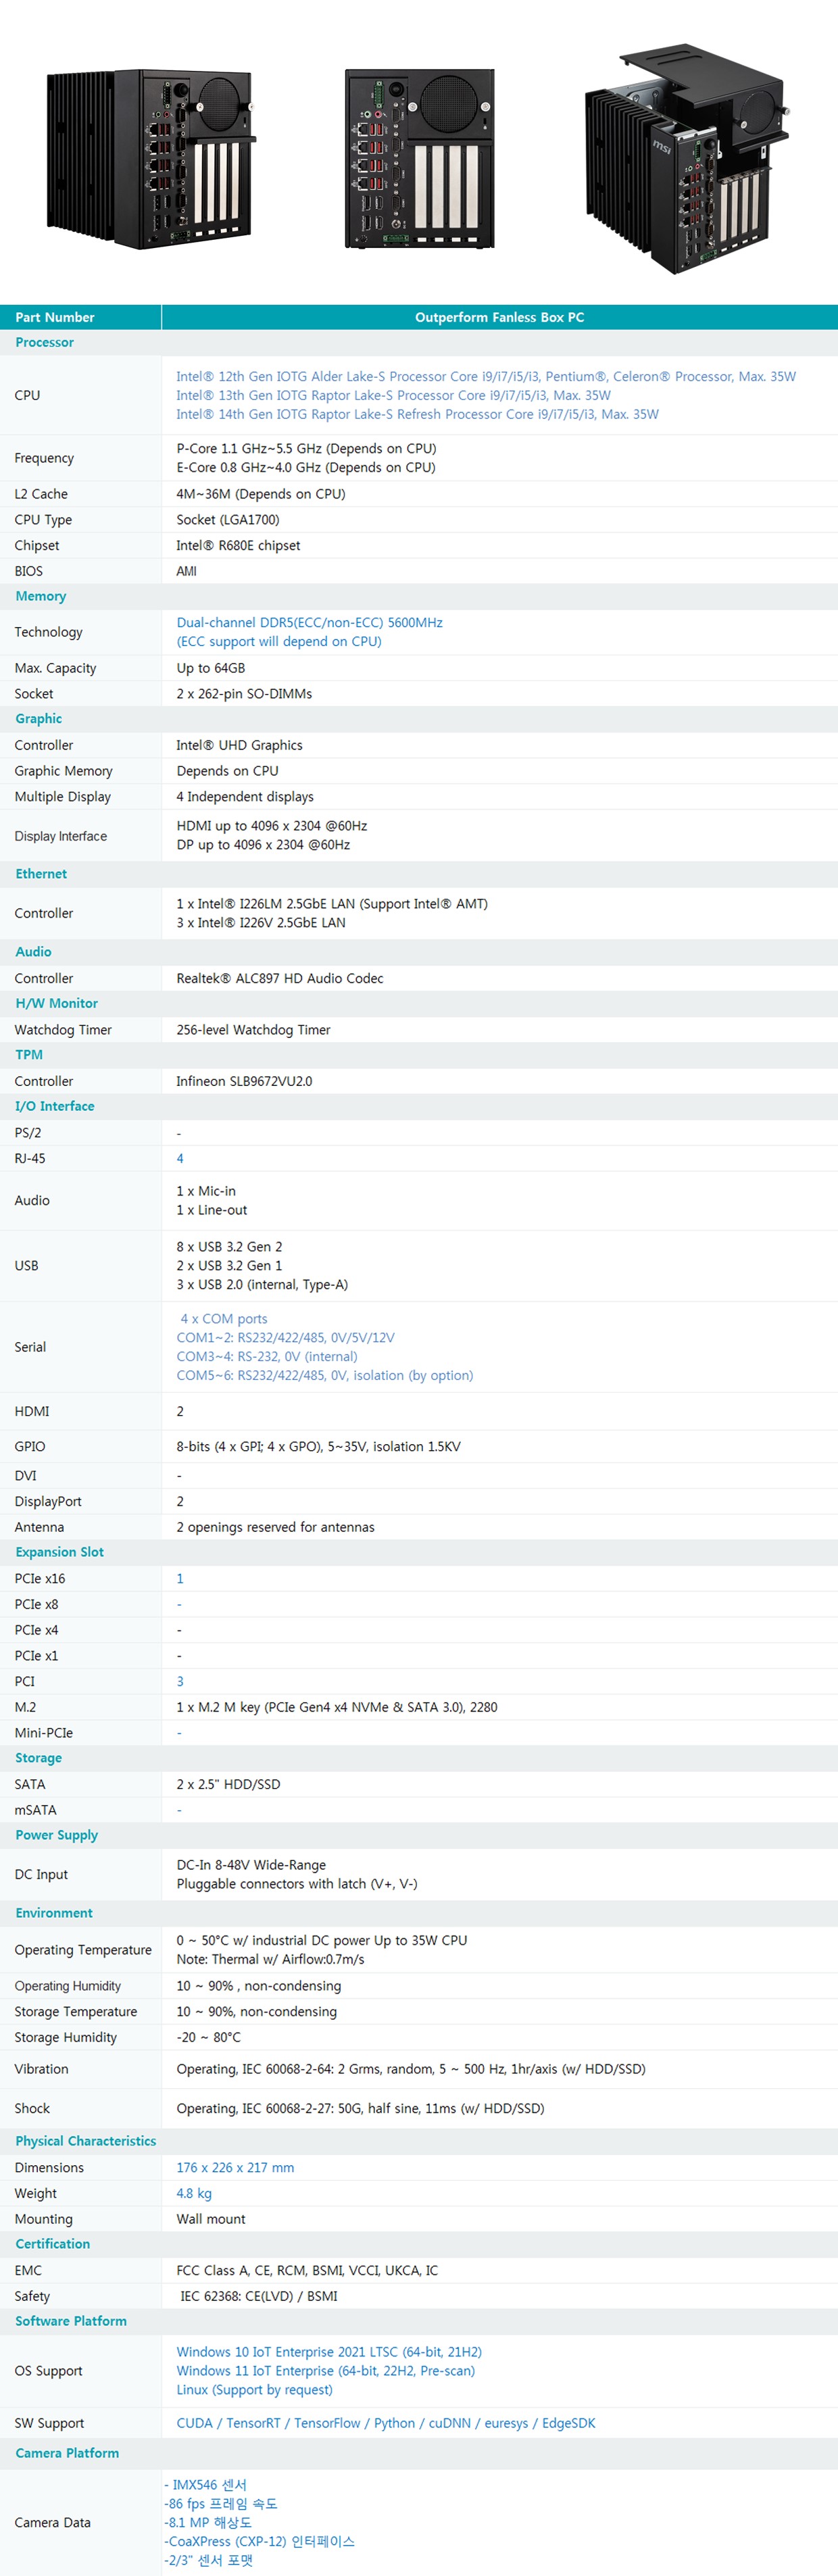 msi
Part Number Outperform Fanless Box PC
Processor
CPU
Intel® 12th Gen IOTG Alder Lake-S Processor Core i9/i7/i5/i3, Pentium®, Celeron® Processor, Max. 35W
Intel® 13th Gen IOTG Raptor Lake-S Processor Core i9/i7/i5/i3, Max. 35W
Intel® 14th Gen IOTG Raptor Lake-S Refresh Processor Core i9/i7/i5/i3, Max. 35W
Frequency
P-Core 1.1 GHz~5.5 GHz (Depends on CPU)
E-Core 0.8 GHz~4.0 GHz (Depends on CPU)
L2 Cache 4M~36M (Depends on CPU)
CPU Type Socket (LGA1700)
Chipset Intel® R680E chipset
BIOS AMI
Memory
Technology
Dual-channel DDR5(ECC/non-ECC) 5600MHz
(ECC support will depend on CPU)
Max. Capacity Up to 64GB
Socket 2 x 262-pin SO-DIMMs
Graphic
Controller Intel® UHD Graphics
Graphic Memory Depends on CPU
Multiple Display 4 Independent displays
Display Interface
HDMI up to 4096 x 2304 @60Hz
DP up to 4096 x 2304 @60Hz
Ethernet
Controller
1 x Intel® I226LM 2.5GbE LAN (Support Intel® AMT)
3 x Intel® I226V 2.5GbE LAN
Audio
Controller Realtek® ALC897 HD Audio Codec
H/W Monitor
Watchdog Timer 256-level Watchdog Timer
TPM
Controller Infineon SLB9672VU2.0
I/O Interface
PS/2 -
RJ-45 4
Audio
1 x Mic-in
1 x Line-out
USB
8 x USB 3.2 Gen 2
2 x USB 3.2 Gen 1
3 x USB 2.0 (internal, Type-A)
Serial
4 x COM ports
COM1~2: RS232/422/485, 0V/5V/12V
COM3~4: RS-232, 0V (internal)
COM5~6: RS232/422/485, 0V, isolation (by option)
HDMI 2
GPIO 8-bits (4 x GPI; 4 x GPO), 5~35V, isolation 1.5KV
DVI -
DisplayPort 2
Antenna 2 openings reserved for antennas
Expansion Slot
PCIe x16 1
PCIe x8 -
PCIe x4 -
PCIe x1 -
PCI 3
M.2 1 x M.2 M key (PCIe Gen4 x4 NVMe & SATA 3.0), 2280
Mini-PCIe -
Storage
SATA 2 x 2.5" HDD/SSD
mSATA -
Power Supply
DC Input
DC-In 8-48V Wide-Range
Pluggable connectors with latch (V+, V-)
Environment
Operating Temperature
0 ~ 50°C w/ industrial DC power Up to 35W CPU
Note: Thermal w/ Airflow:0.7m/s
Operating Humidity 10 ~ 90% , non-condensing
Storage Temperature 10 ~ 90%, non-condensing
Storage Humidity -20 ~ 80°C
Vibration Operating, IEC 60068-2-64: 2 Grms, random, 5 ~ 500 Hz, 1hr/axis (w/ HDD/SSD)
Shock Operating, IEC 60068-2-27: 50G, half sine, 11ms (w/ HDD/SSD)
Physical Characteristics
Dimensions 176 x 226 x 217 mm
Weight 4.8 kg
Mounting Wall mount
Certification
EMC FCC Class A, CE, RCM, BSMI, VCCI, UKCA, IC
Safety IEC 62368: CE(LVD) / BSMI
Software Platform
OS Support
Windows 10 IoT Enterprise 2021 LTSC (64-bit, 21H2)
Windows 11 IoT Enterprise (64-bit, 22H2, Pre-scan)
Linux (Support by request)
SW Support CUDA / TensorRT / TensorFlow / Python / cuDNN / euresys / EdgeSDK
Camera Platform
Camera Data
- IMX546 센서
-86 fps 프레임 속도
-8.1 MP 해상도
-CoaXPress (CXP-12) 인터페이스
-2/3" 센서 포맷